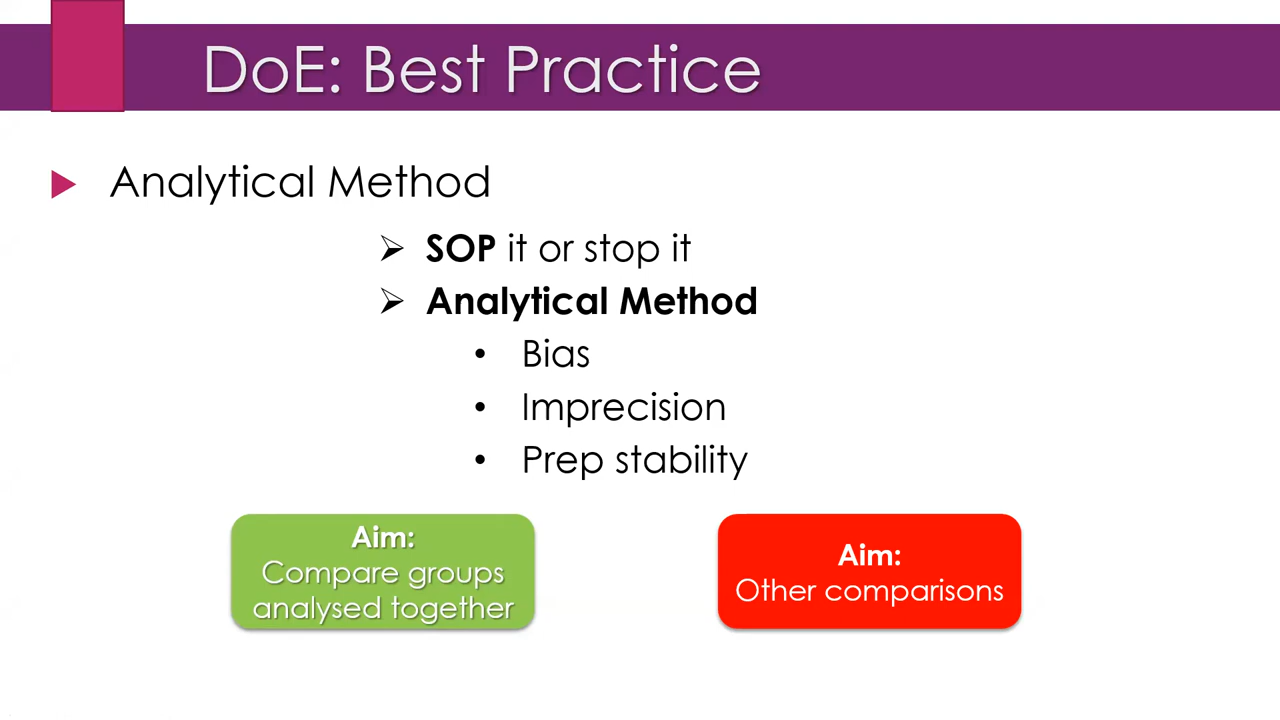 DoE: Best Practice
Analytical Method
SOP it or stop it
Analytical Method
Bias
Imprecision
Prep stability
Aim:
Compare groups
analysed together
Aim:
Other comparisons